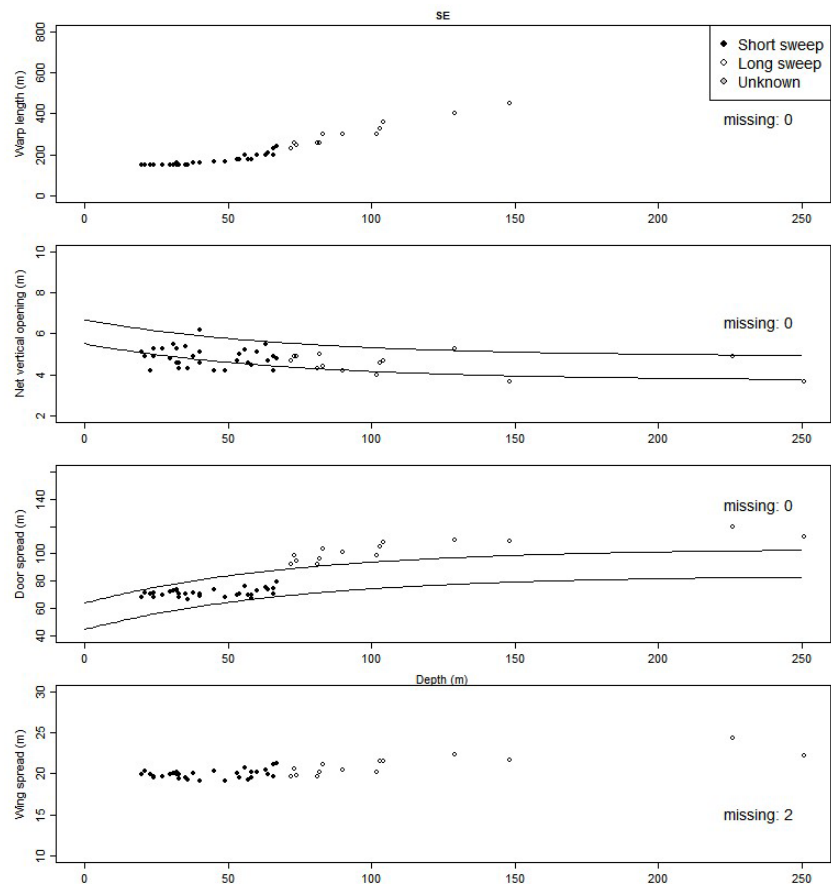 SE
Warp length (m)
800
600
400
200
0
Short sweep
Long sweep
Unknown
missing: 0
0 50 100 150 200 250
Net vertical opening (m)
10
8
6
4
2
missing: 0
0 50 100 150 200 250
Door spread (m)
140
100
80
60
40
missing: 0
0 50 100 150 200 250
Depth (m)
Wing spread (m)
30
25
20
15
10
missing: 2
0 50 100 150 200 250